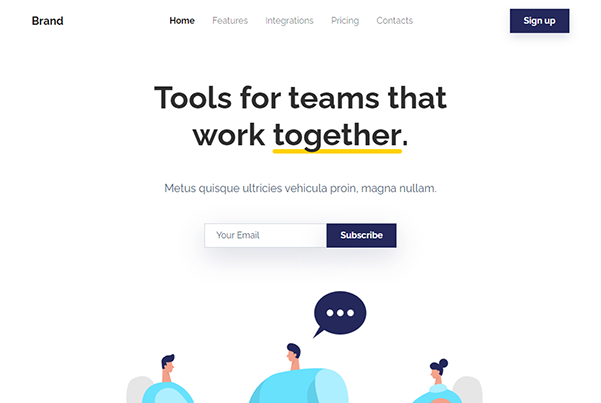 Brand
Home Features Integrations Pricing Contacts
Sign up
Tools for teams that
work together.
Metus quisque ultricies vehicula proin, magna nullam.
Your Email
Subscribe